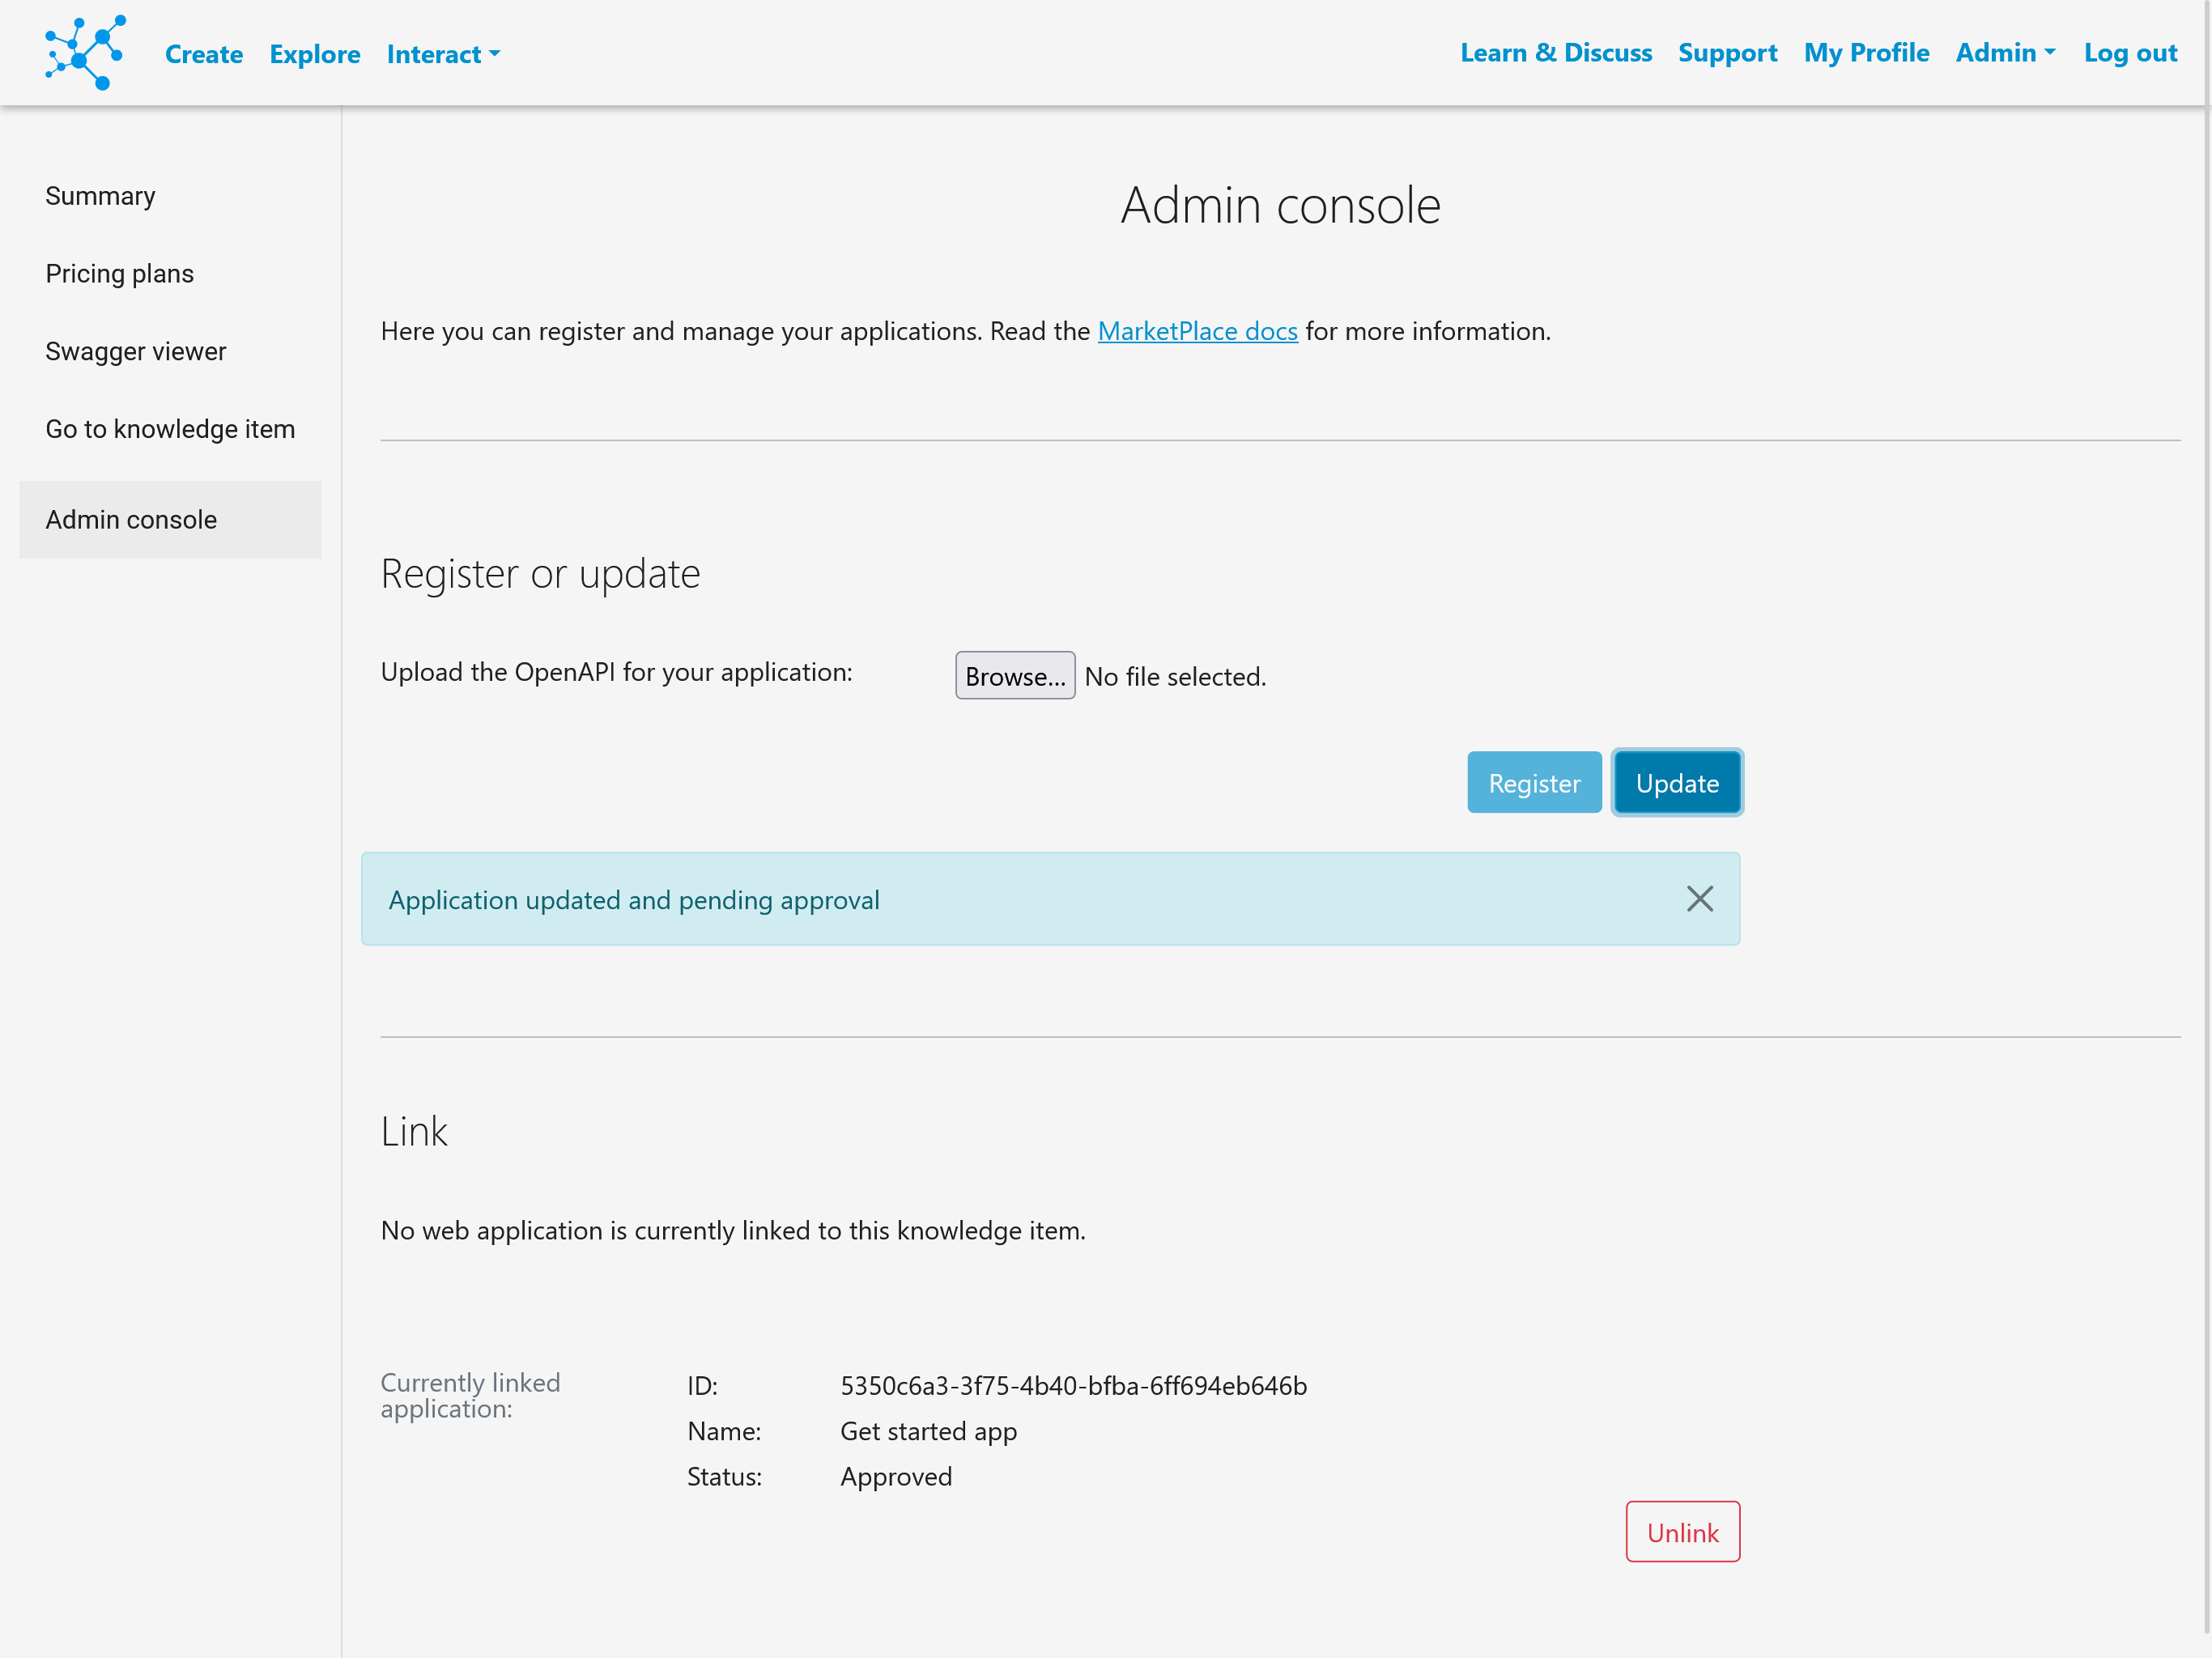 Create Explore Interact
Learn & Discuss Support My Profile Admin Log out
Summary
Pricing plans
Swagger viewer
Go to knowledge item
Admin console
Admin console
Here you can register and manage your applications. Read the MarketPlace docs for more information.
Register or update
Upload the OpenAPI for your application: Browse... No file selected.
Register Update
Application updated and pending approval
Link
No web application is currently linked to this knowledge item.
Currently linked
application:
ID: 5350c6a3-3f75-4b40-bfba-6ff694eb646b
Name: Get started app
Status: Approved
Unlink